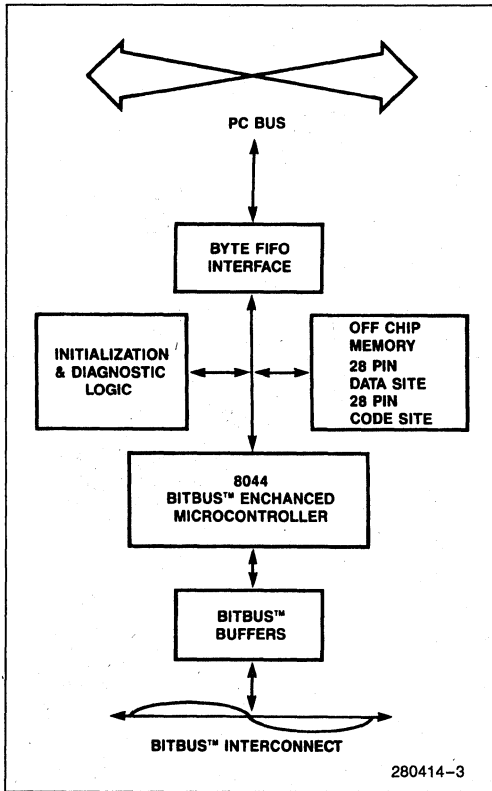 PC BUS
BYTE FIFO
INTERFACE
INITIALIZATION
& DIAGNOSTIC
LOGIC
OFF CHIP
MEMORY
28 PIN
DATA SITE
28 PIN
CODE SITE
8044
BITBUS™ ENCHANCED
MICROCONTROLLER
BITBUS™
BUFFERS
BITBUS™ INTERCONNECT
280414–3